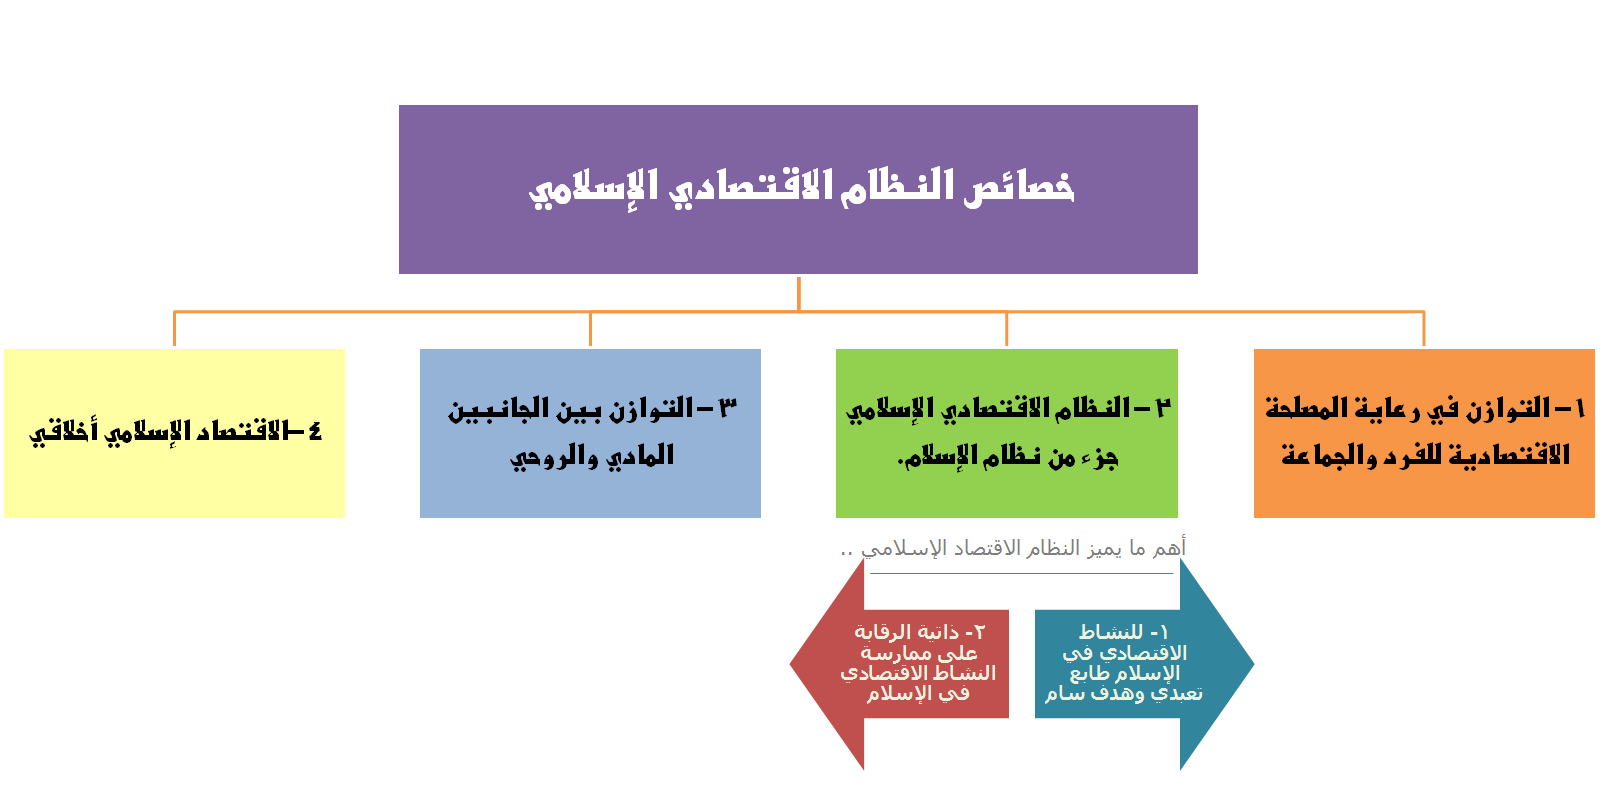 خصائص النظام الاقتصادي الإسلامي
١- التوازن في رعاية المصلحة
الاقتصادية للفرد والجماعة
٢- النظام الاقتصادي الإسلامي
جزء من نظام الإسلام.
٣- التوازن بين الجانبين
المادي والروحي
٤- الاقتصاد الإسلامي أخلاقي
أهم ما يميز النظام الاقتصاد الإسلامي ..
١- للنشاط
الاقتصادي في
الإسلام طابع
تعبدي وهدف سام
٢- ذاتية الرقابة
على ممارسة
النشاط الاقتصادي
في الإسلام